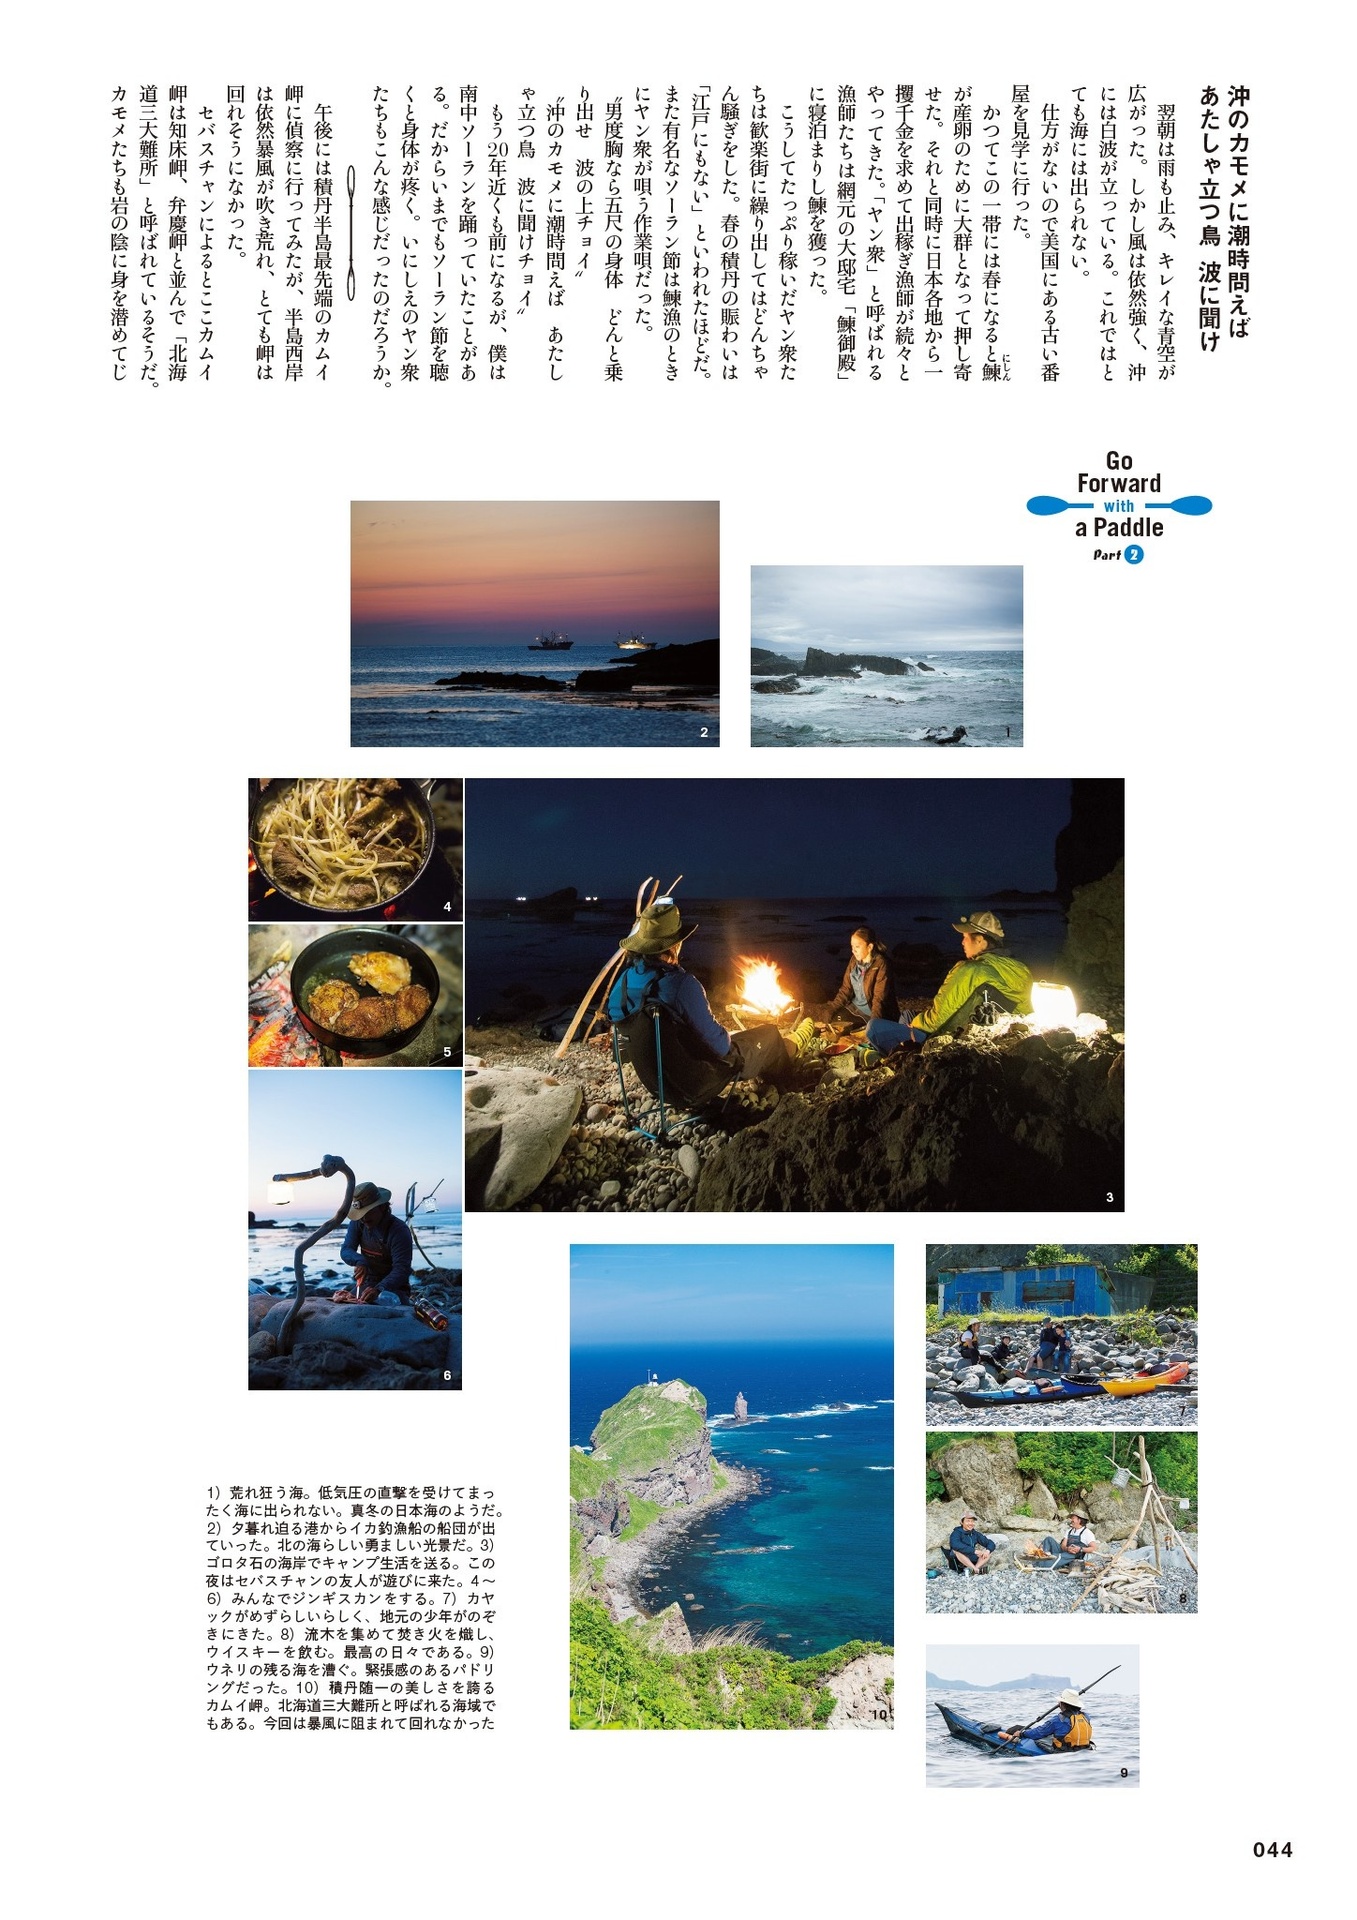 沖のカモメに潮時問えば
あたしゃ立つ鳥 波に聞け
翌朝は雨も止み、キレイな青空が
広がった。しかし風は依然強く、沖
には白波が立っている。これではと
ても海には出られない。
仕方がないので美国にある古い番
屋を見学に行った。
かつてこの一帯には春になると鰊
にしん
が産卵のために大群となって押し寄
せた。それと同時に日本各地から一
攫千金を求めて出稼ぎ漁師が続々と
やってきた。「ヤン衆」と呼ばれる
漁師たちは網元の大邸宅「鰊御殿」
に寝泊まりし鰊を獲った。
こうしてたっぷり稼いだヤン衆た
ちは歓楽街に繰り出してはどんちゃ
ん騒ぎをした。春の積丹の賑わいは
「江戸にもない」といわれたほどだ。
また有名なソーラン節は鰊漁のとき
にヤン衆が唄う作業唄だった。
〝男度胸なら五尺の身体 どんと乗
り出せ 波の上チョイ〟
〝沖のカモメに潮時問えば あたし
ゃ立つ鳥 波に聞けチョイ〟
もう20年近くも前になるが、僕は
南中ソーランを踊っていたことがあ
る。だからいまでもソーラン節を聴
くと身体が疼く。いにしえのヤン衆
たちもこんな感じだったのだろうか。
午後には積丹半島最先端のカムイ
岬に偵察に行ってみたが、半島西岸
は依然暴風が吹き荒れ、とても岬は
回れそうになかった。
セバスチャンによるとここカムイ
岬は知床岬、弁慶岬と並んで「北海
道三大難所」と呼ばれているそうだ。
カモメたちも岩の陰に身を潜めてじ
Go
Forward
with
a Paddle
Part 2
2
1
4
3
5
6
7
8
10
9
1）荒れ狂う海。低気圧の直撃を受けてまっ
たく海に出られない。真冬の日本海のようだ。
2）夕暮れ迫る港からイカ釣漁船の船団が出
ていった。北の海らしい勇ましい光景だ。3）
ゴロタ石の海岸でキャンプ生活を送る。この
夜はセバスチャンの友人が遊びに来た。4～
6）みんなでジンギスカンをする。7）カヤ
ックがめずらしいらしく、地元の少年がのぞ
きにきた。8）流木を集めて焚き火を熾し、
ウイスキーを飲む。最高の日々である。9）
ウネリの残る海を漕ぐ。緊張感のあるパドリ
ングだった。10）積丹随一の美しさを誇る
カムイ岬。北海道三大難所と呼ばれる海域で
もある。今回は暴風に阻まれて回れなかった
044